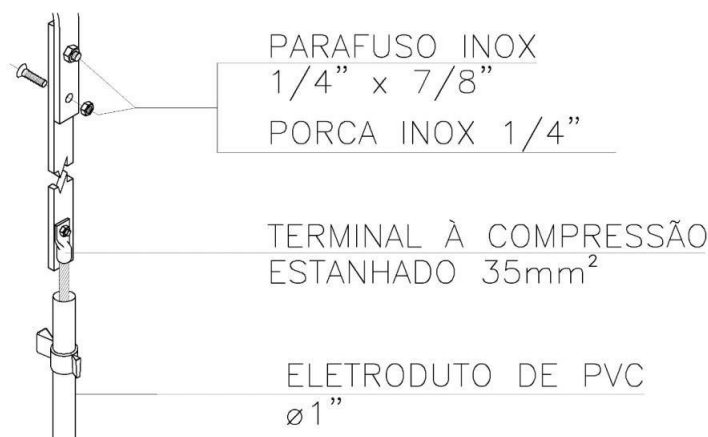 PARAFUSO INOX
1/4” x 7/8”
PORCA INOX 1/4”
TERMINAL À COMPRESSÃO
ESTANHADO 35mm²
ELETRODUTO DE PVC
ø1”